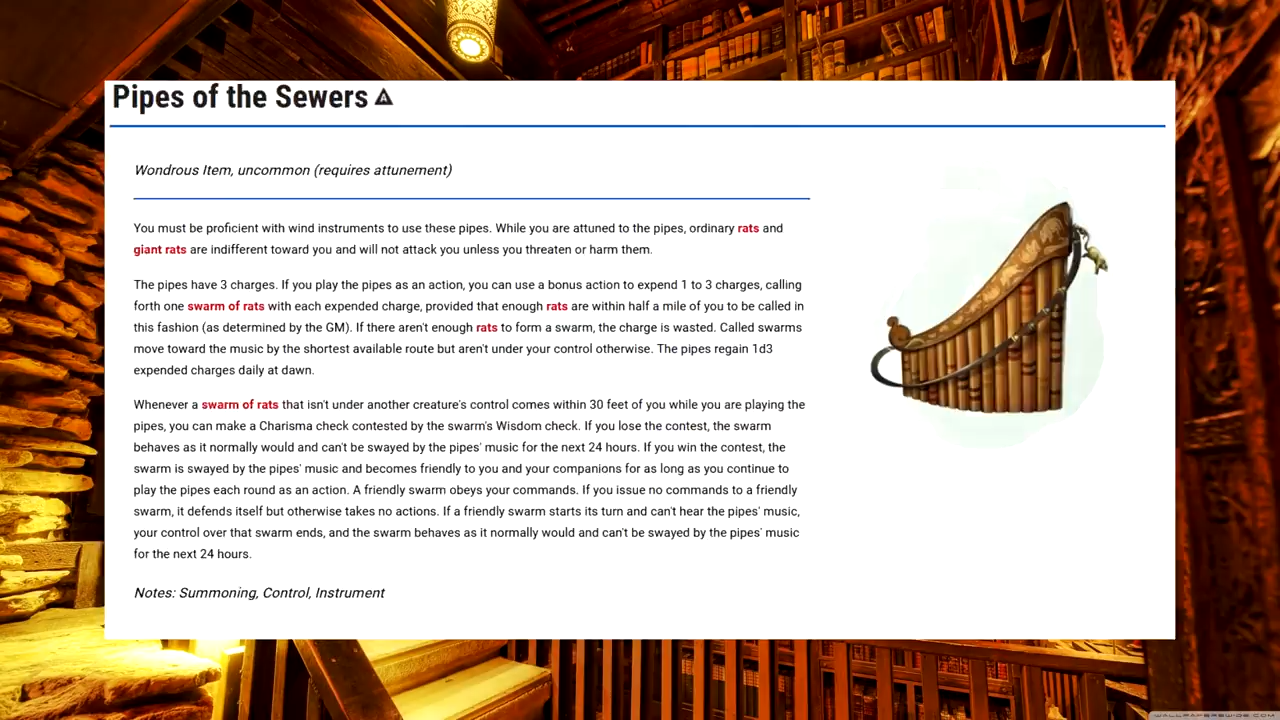 Pipes of the Sewers
Wondrous Item, uncommon (requires attunement)
You must be proficient with wind instruments to use these pipes. While you are attuned to the pipes, ordinary rats and
giant rats are indifferent toward you and will not attack you unless you threaten or harm them.
The pipes have 3 charges. If you play the pipes as an action, you can use a bonus action to expend 1 to 3 charges, calling
forth one swarm of rats with each expended charge, provided that enough rats are within half a mile of you to be called in
this fashion (as determined by the GM). If there aren't enough rats to form a swarm, the charge is wasted. Called swarms
move toward the music by the shortest available route but aren't under your control otherwise. The pipes regain 1d3
expended charges daily at dawn.
Whenever a swarm of rats that isn't under another creature's control comes within 30 feet of you while you are playing the
pipes, you can make a Charisma check contested by the swarm's Wisdom check. If you lose the contest, the swarm
behaves as it normally would and can't be swayed by the pipes' music for the next 24 hours. If you win the contest, the
swarm is swayed by the pipes' music and becomes friendly to you and your companions for as long as you continue to
play the pipes each round as an action. A friendly swarm obeys your commands. If you issue no commands to a friendly
swarm, it defends itself but otherwise takes no actions. If a friendly swarm starts its turn and can't hear the pipes' music,
your control over that swarm ends, and the swarm behaves as it normally would and can't be swayed by the pipes' music
for the next 24 hours.
Notes: Summoning, Control, Instrument
WALLPAPERSWIDE.COM